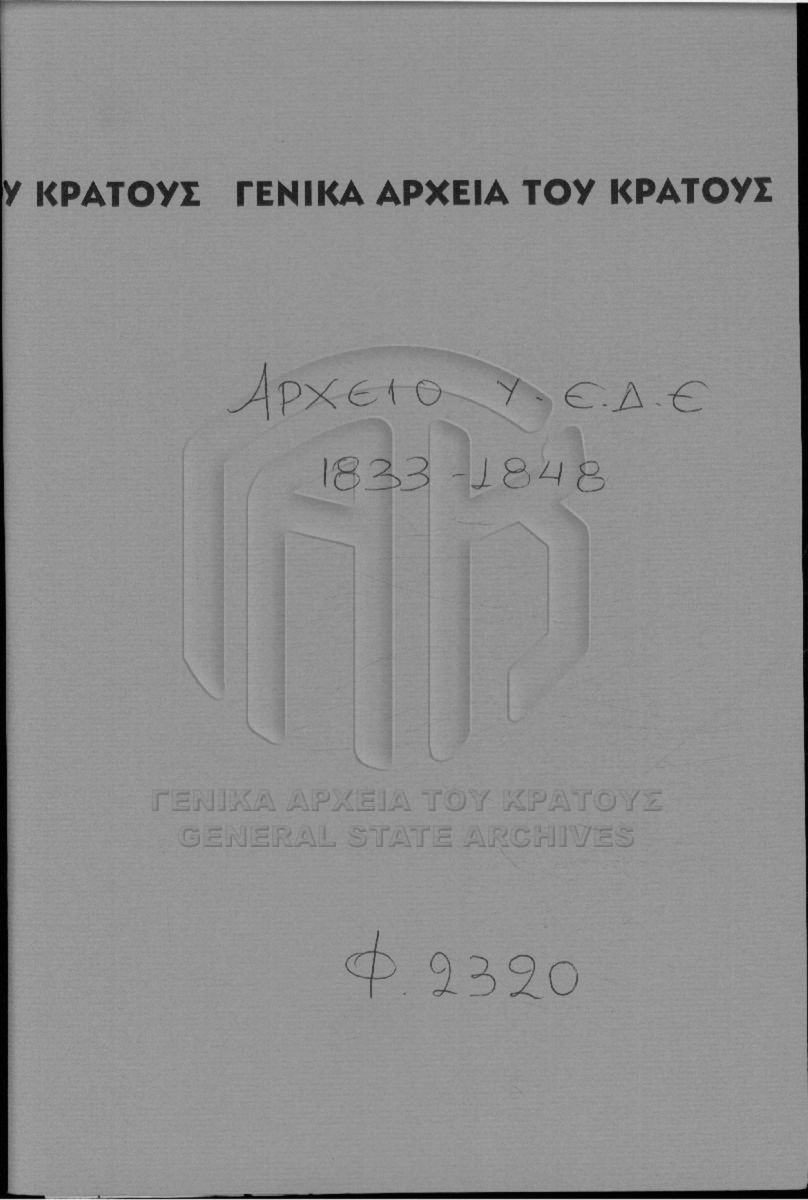 Υ ΚΡΑΤΟΥΣ ΓΕΝΙΚΑ ΑΡΧΕΙΑ ΤΟΥ ΚΡΑΤΟΥΣ
ΑΡΧΕΙΟ Υ.Ε.Δ.Ε
1833-1848
ΓΕΝΙΚΑ ΑΡΧΕΙΑ ΤΟΥ ΚΡΑΤΟΥΣ
GENERAL STATE ARCHIVES
Φ. 2320